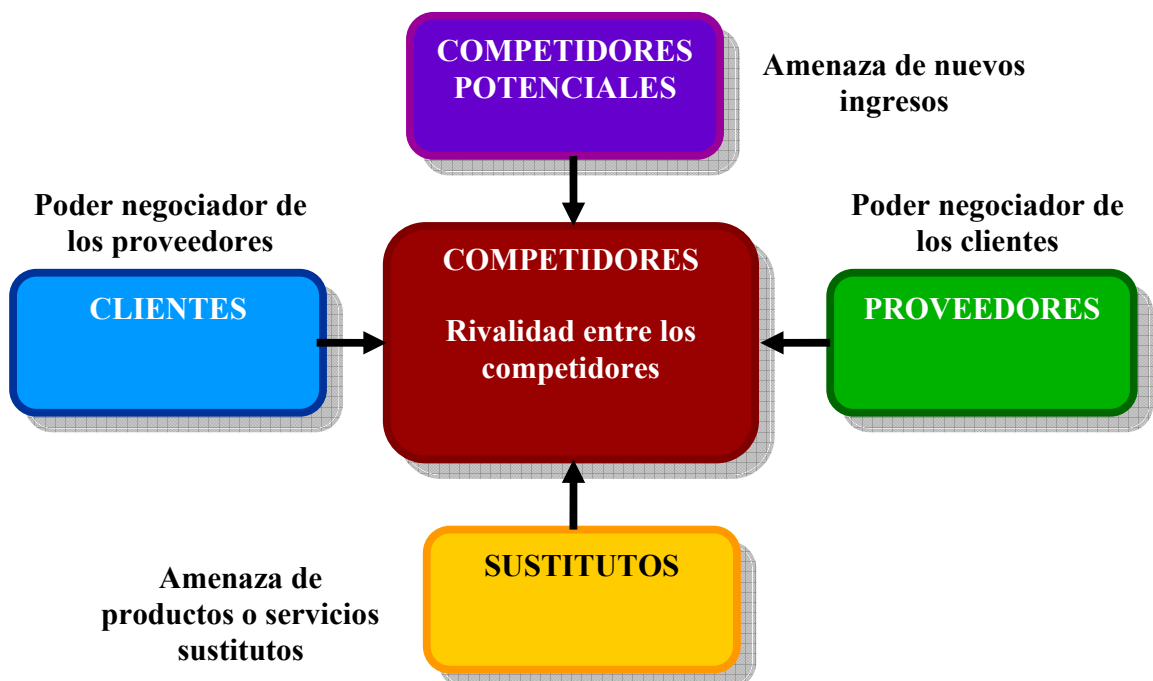 COMPETIDORES
POTENCIALES
Amenaza de nuevos
ingresos
Poder negociador de
los proveedores
CLIENTES
COMPETIDORES
Rivalidad entre los
competidores
Poder negociador de
los clientes
PROVEEDORES
SUSTITUTOS
Amenaza de
productos o servicios
sustitutos